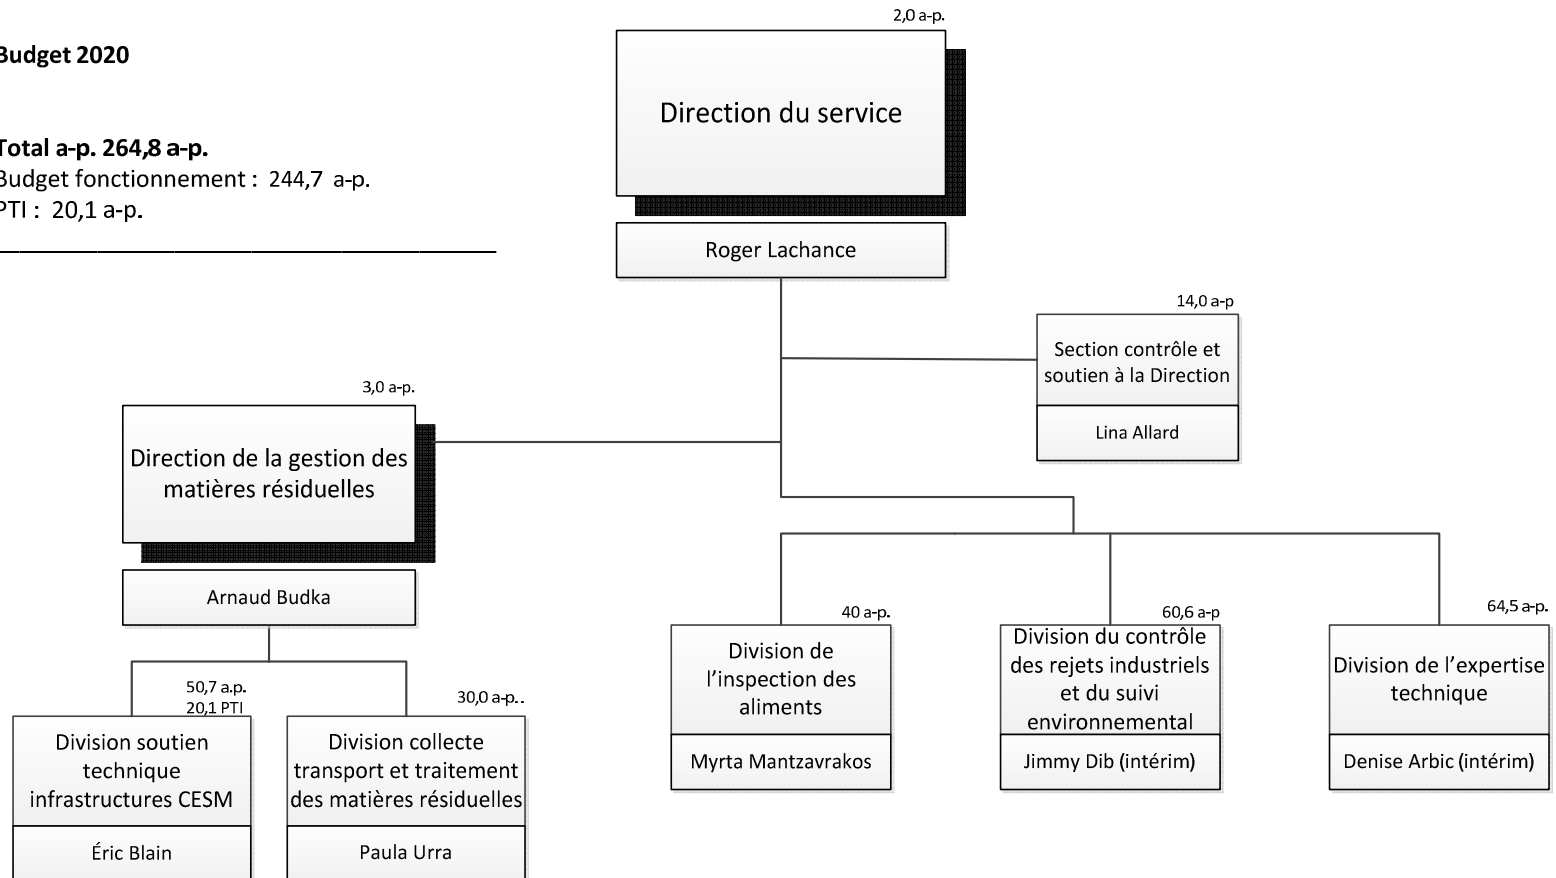 2,0 a-p.
Budget 2020
Direction du service
Total a-p. 264,8 a-p.
Budget fonctionnement : 244,7 a-p.
PTI : 20,1 a-p.
Roger Lachance
14,0 a-p
Section contrôle et
soutien à la Direction
Lina Allard
3,0 a-p.
Direction de la gestion des
matières résiduelles
Arnaud Budka
40 a-p.
Division de
l'inspection des
aliments
Myrta Mantzavrakos
60,6 a-p
Division du contrôle
des rejets industriels
et du suivi
environnemental
Jimmy Dib (intérim)
64,5 a-p.
Division de l'expertise
technique
Denise Arbic (intérim)
50,7 a.p.
20,1 PTI
Division soutien
technique
infrastructures CESM
Éric Blain
30,0 a-p. .
Division collecte
transport et traitement
des matières résiduelles
Paula Urra